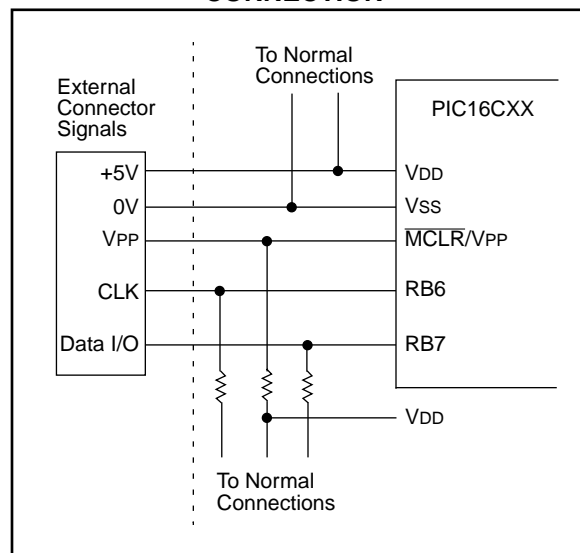 CONNECTION
To Normal
Connections
External
Connector
Signals
PIC16CXX
+5V
VDD
0V
VSS
VPP
MCLR/VPP
CLK
RB6
Data I/O
RB7
VDD
To Normal
Connections